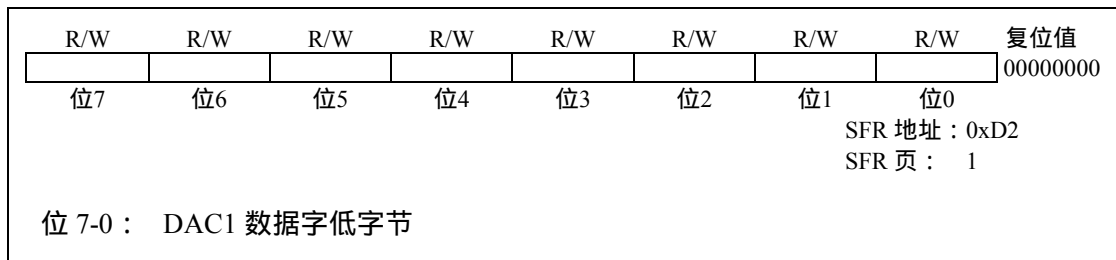 R/W R/W R/W R/W R/W R/W R/W R/W 复位值
00000000
位7 位6 位5 位4 位3 位2 位1 位0
SFR 地址：0xD2
SFR 页： 1
位 7-0： DAC1 数据字低字节